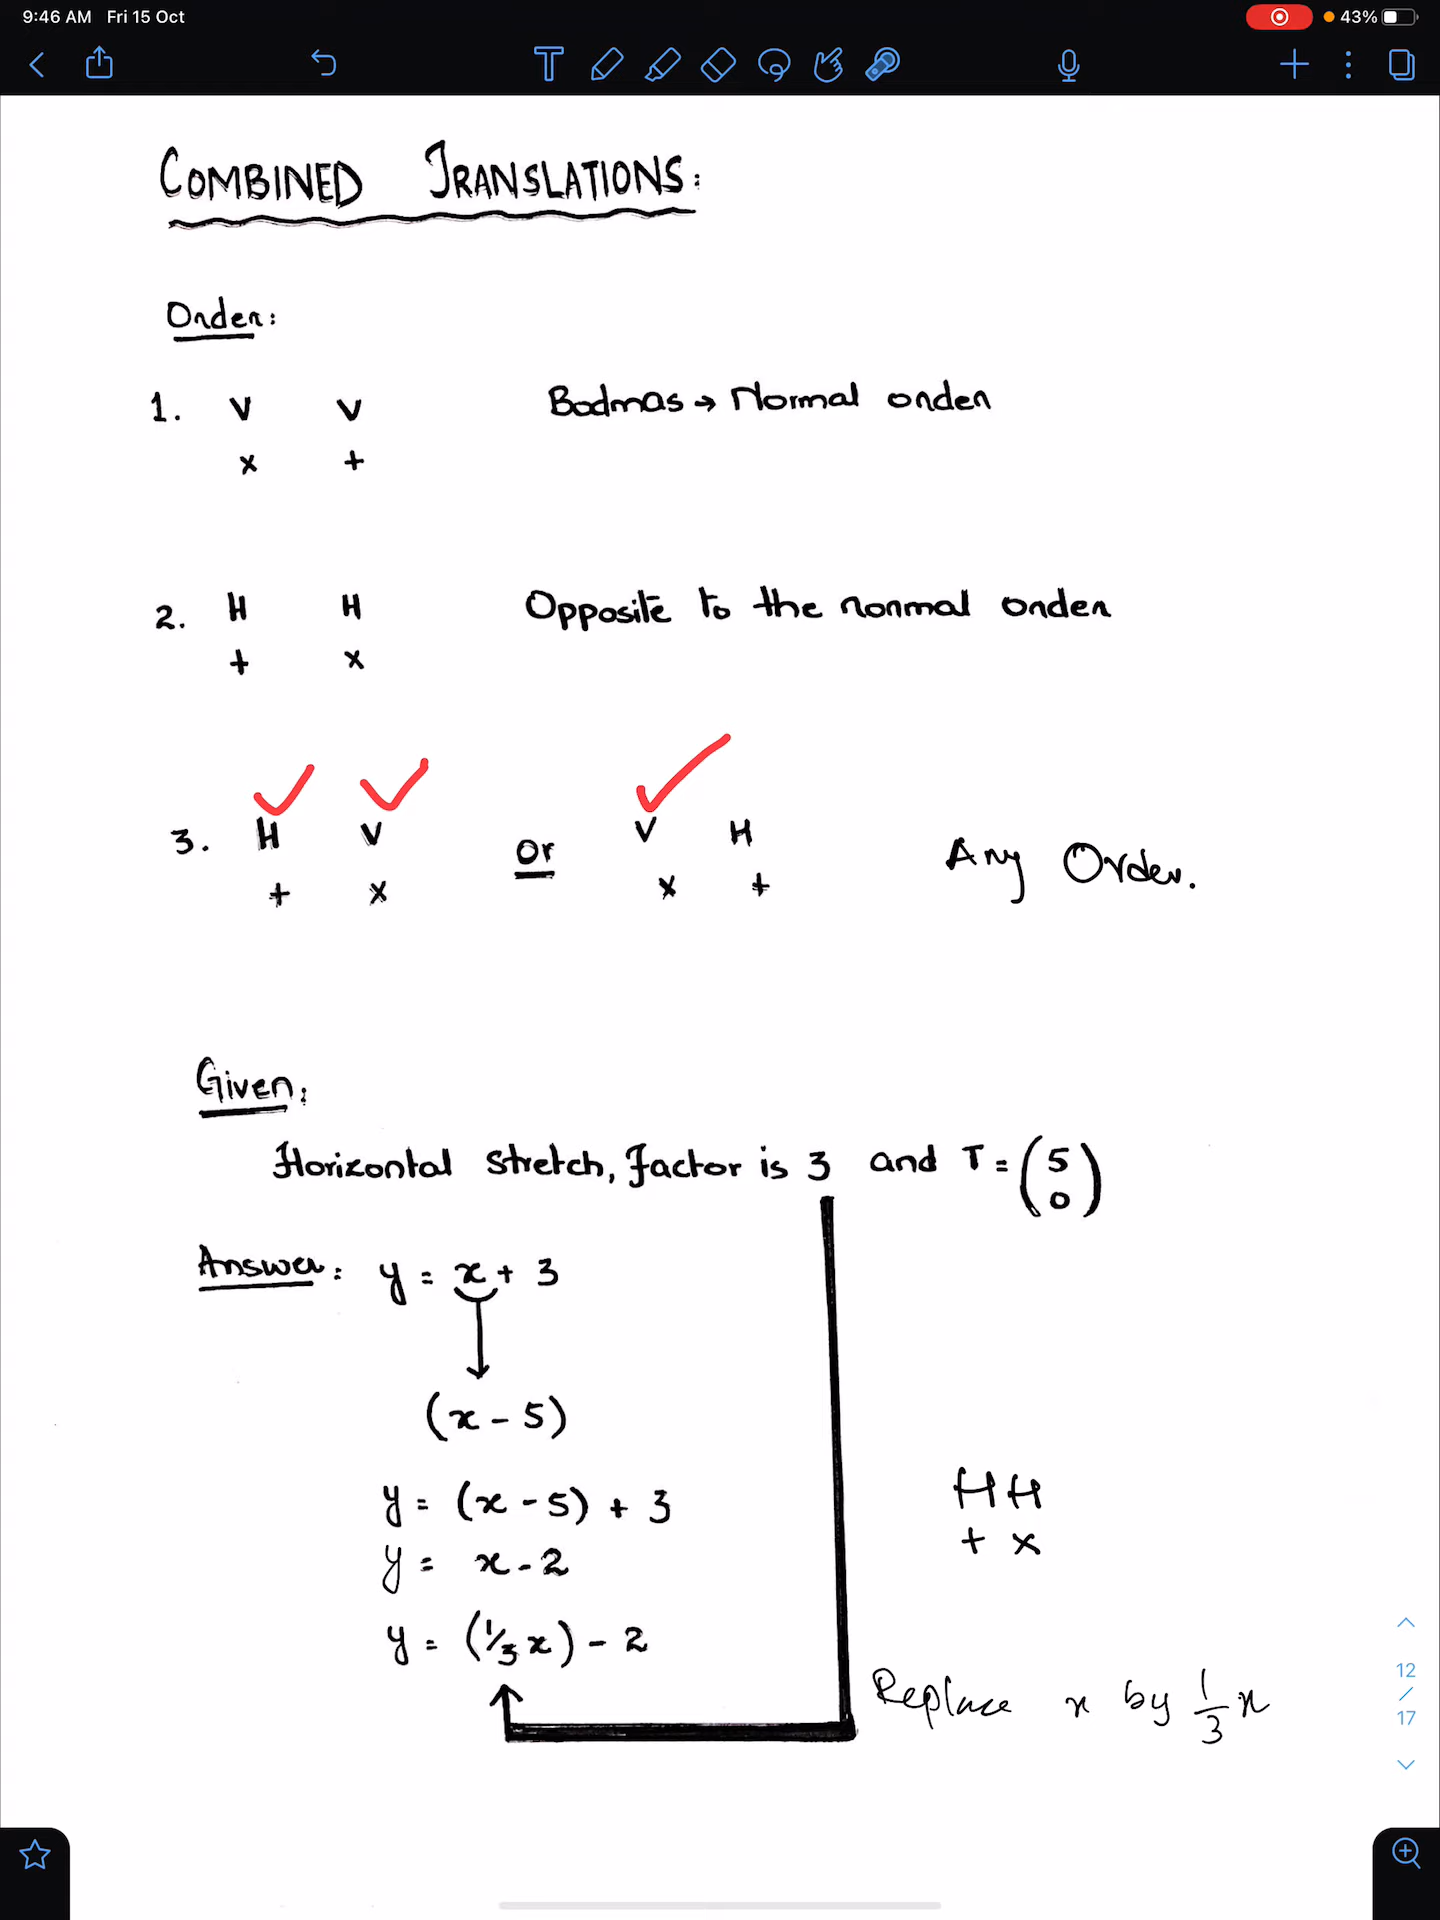 9:46 AM Fri 15 Oct
43%
COMBINED TRANSLATIONS:
Order:
1. V V Bodmas → Normal order
x +
2. H H Opposite to the normal order
+ x
3. H V or V H Any Order.
+ x x +
Given:
Horizontal stretch, factor is 3 and T = (5 0)
Answer: y = x + 3
(x - 5)
y = (x - 5) + 3
y = x - 2
y = (1/3 x) - 2
H H
+ x
Replace x by 1/3 x
12
/
17